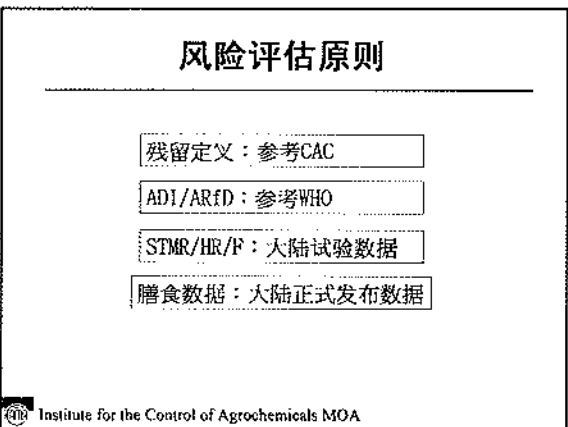 风险评估原则
残留定义：参考CAC
ADI/ARfD：参考WHO
STMR/HR/F：大陆试验数据
膳食数据：大陆正式发布数据
Institute for the Control of Agrochemicals MOA